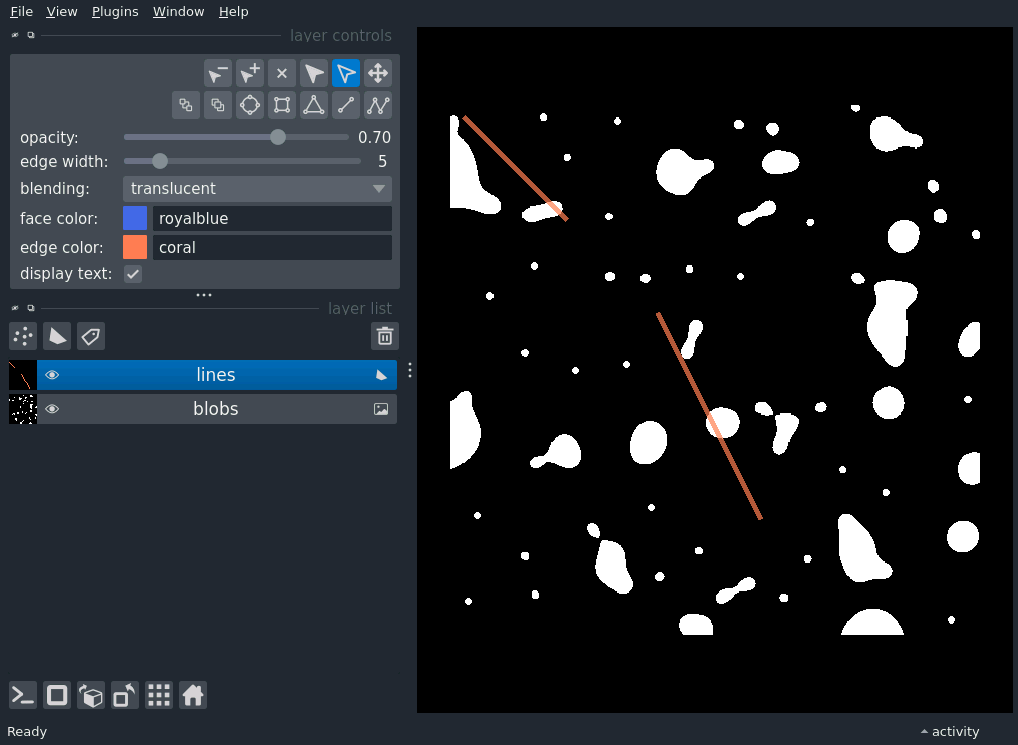 File View Plugins Window Help
layer controls
opacity: 0.70
edge width: 5
blending: translucent
face color: royalblue
edge color: coral
display text:
layer list
lines
blobs
Ready activity